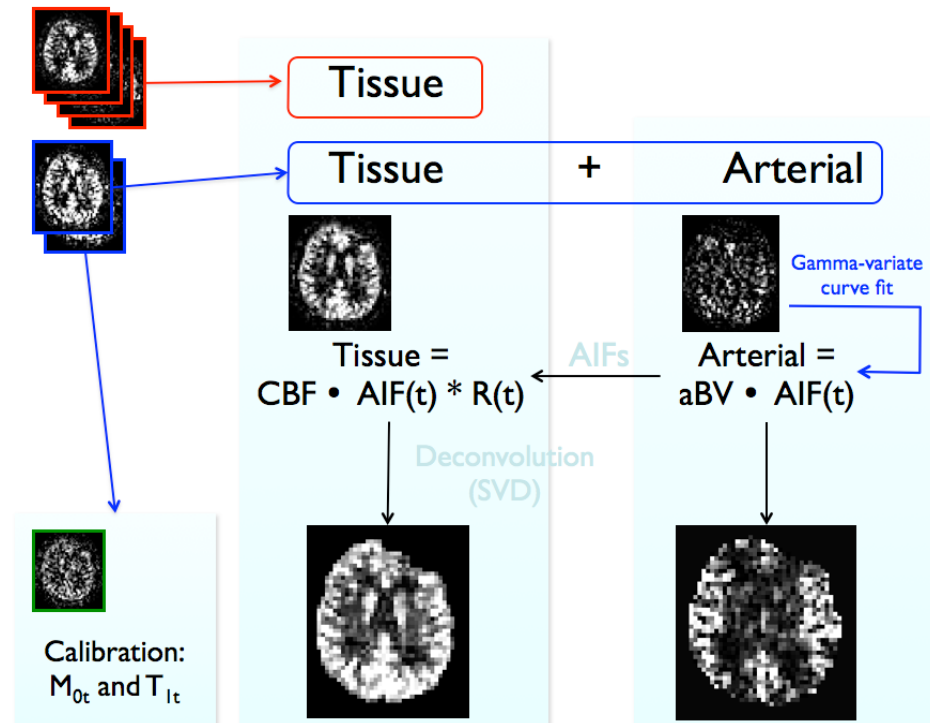 Tissue
Tissue + Arterial
Gamma-variate
curve fit
Tissue =
CBF • AIF(t) * R(t)
AIFs
Arterial =
aBV • AIF(t)
Deconvolution
(SVD)
Calibration:
M₀ₜ and T₁ₜ